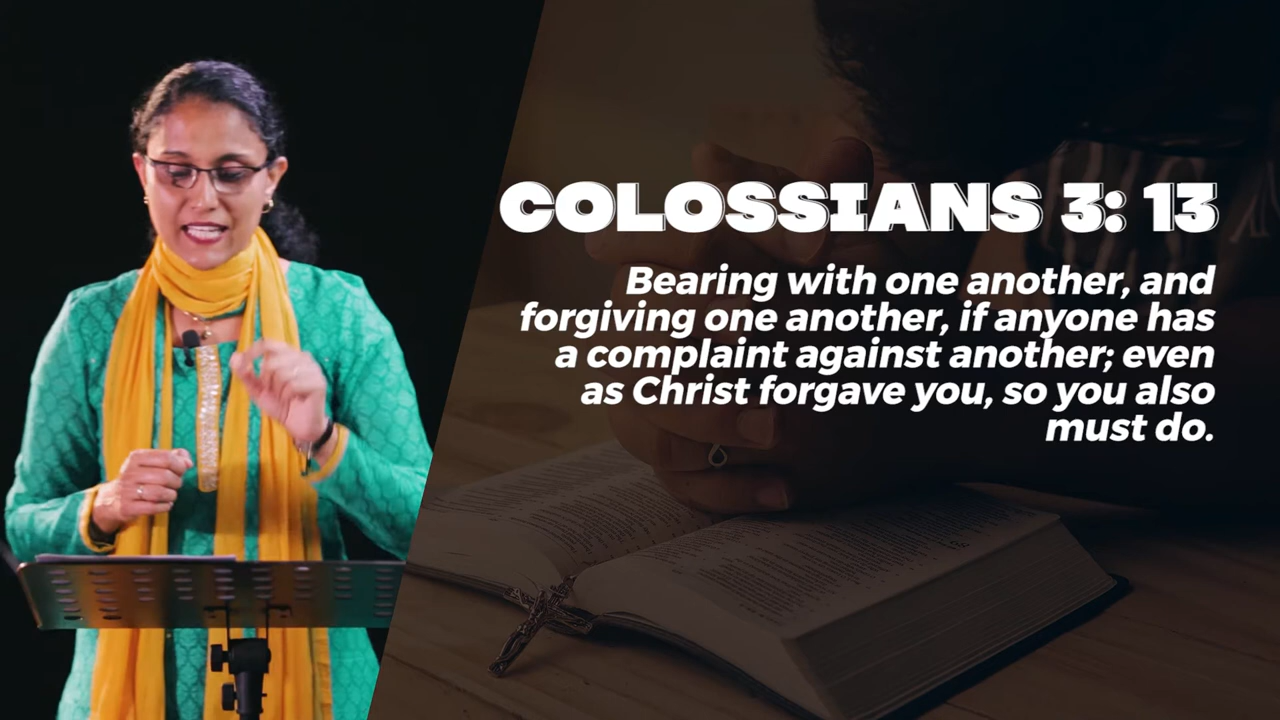 COLOSSIANS 3: 13
Bearing with one another, and
forgiving one another, if anyone has
a complaint against another; even
as Christ forgave you, so you also
must do.